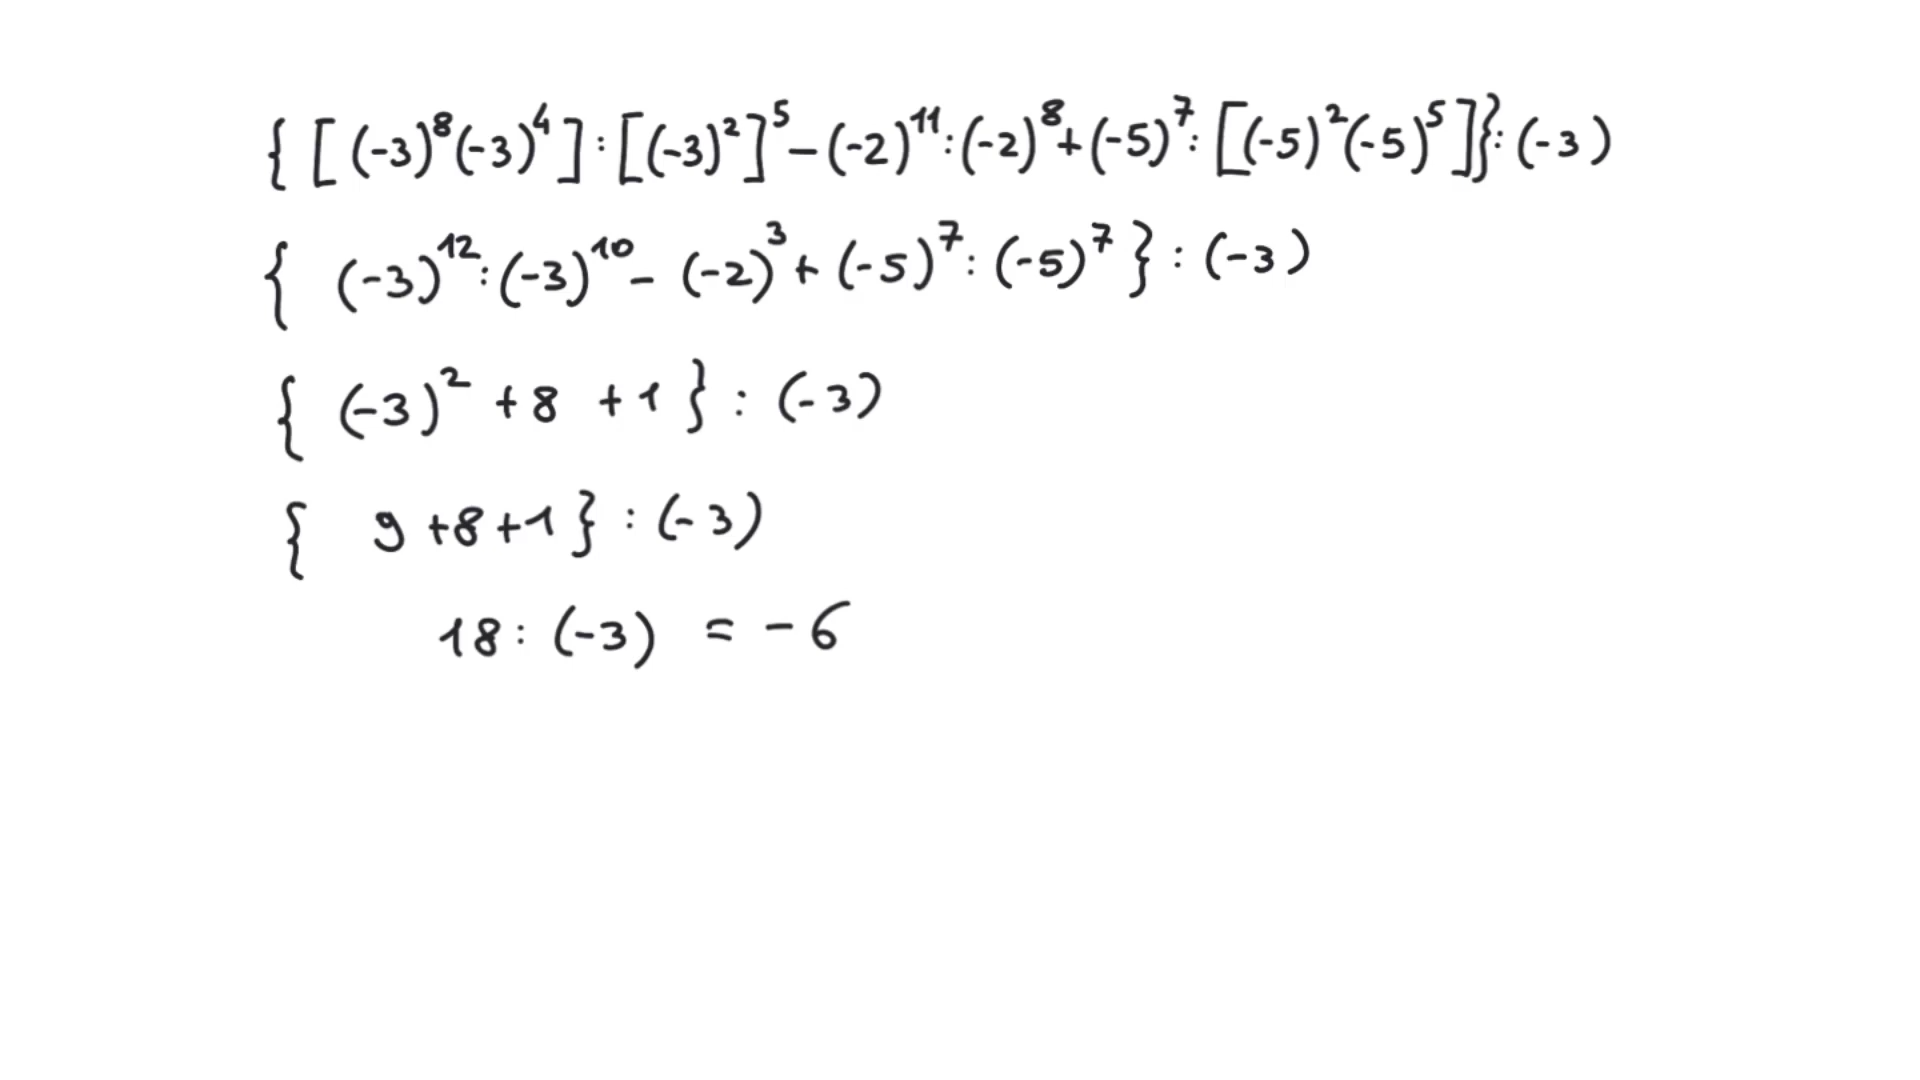 { [(-3)⁸(-3)⁴] : [(-3)²]⁵ - (-2)¹¹ : (-2)⁸ + (-5)⁷ : [(-5)²(-5)⁵]} : (-3)
{ (-3)¹² : (-3)¹⁰ - (-2)³ + (-5)⁷ : (-5)⁷ } : (-3)
{ (-3)² + 8 + 1 } : (-3)
{ 9 + 8 + 1 } : (-3)
18 : (-3) = - 6